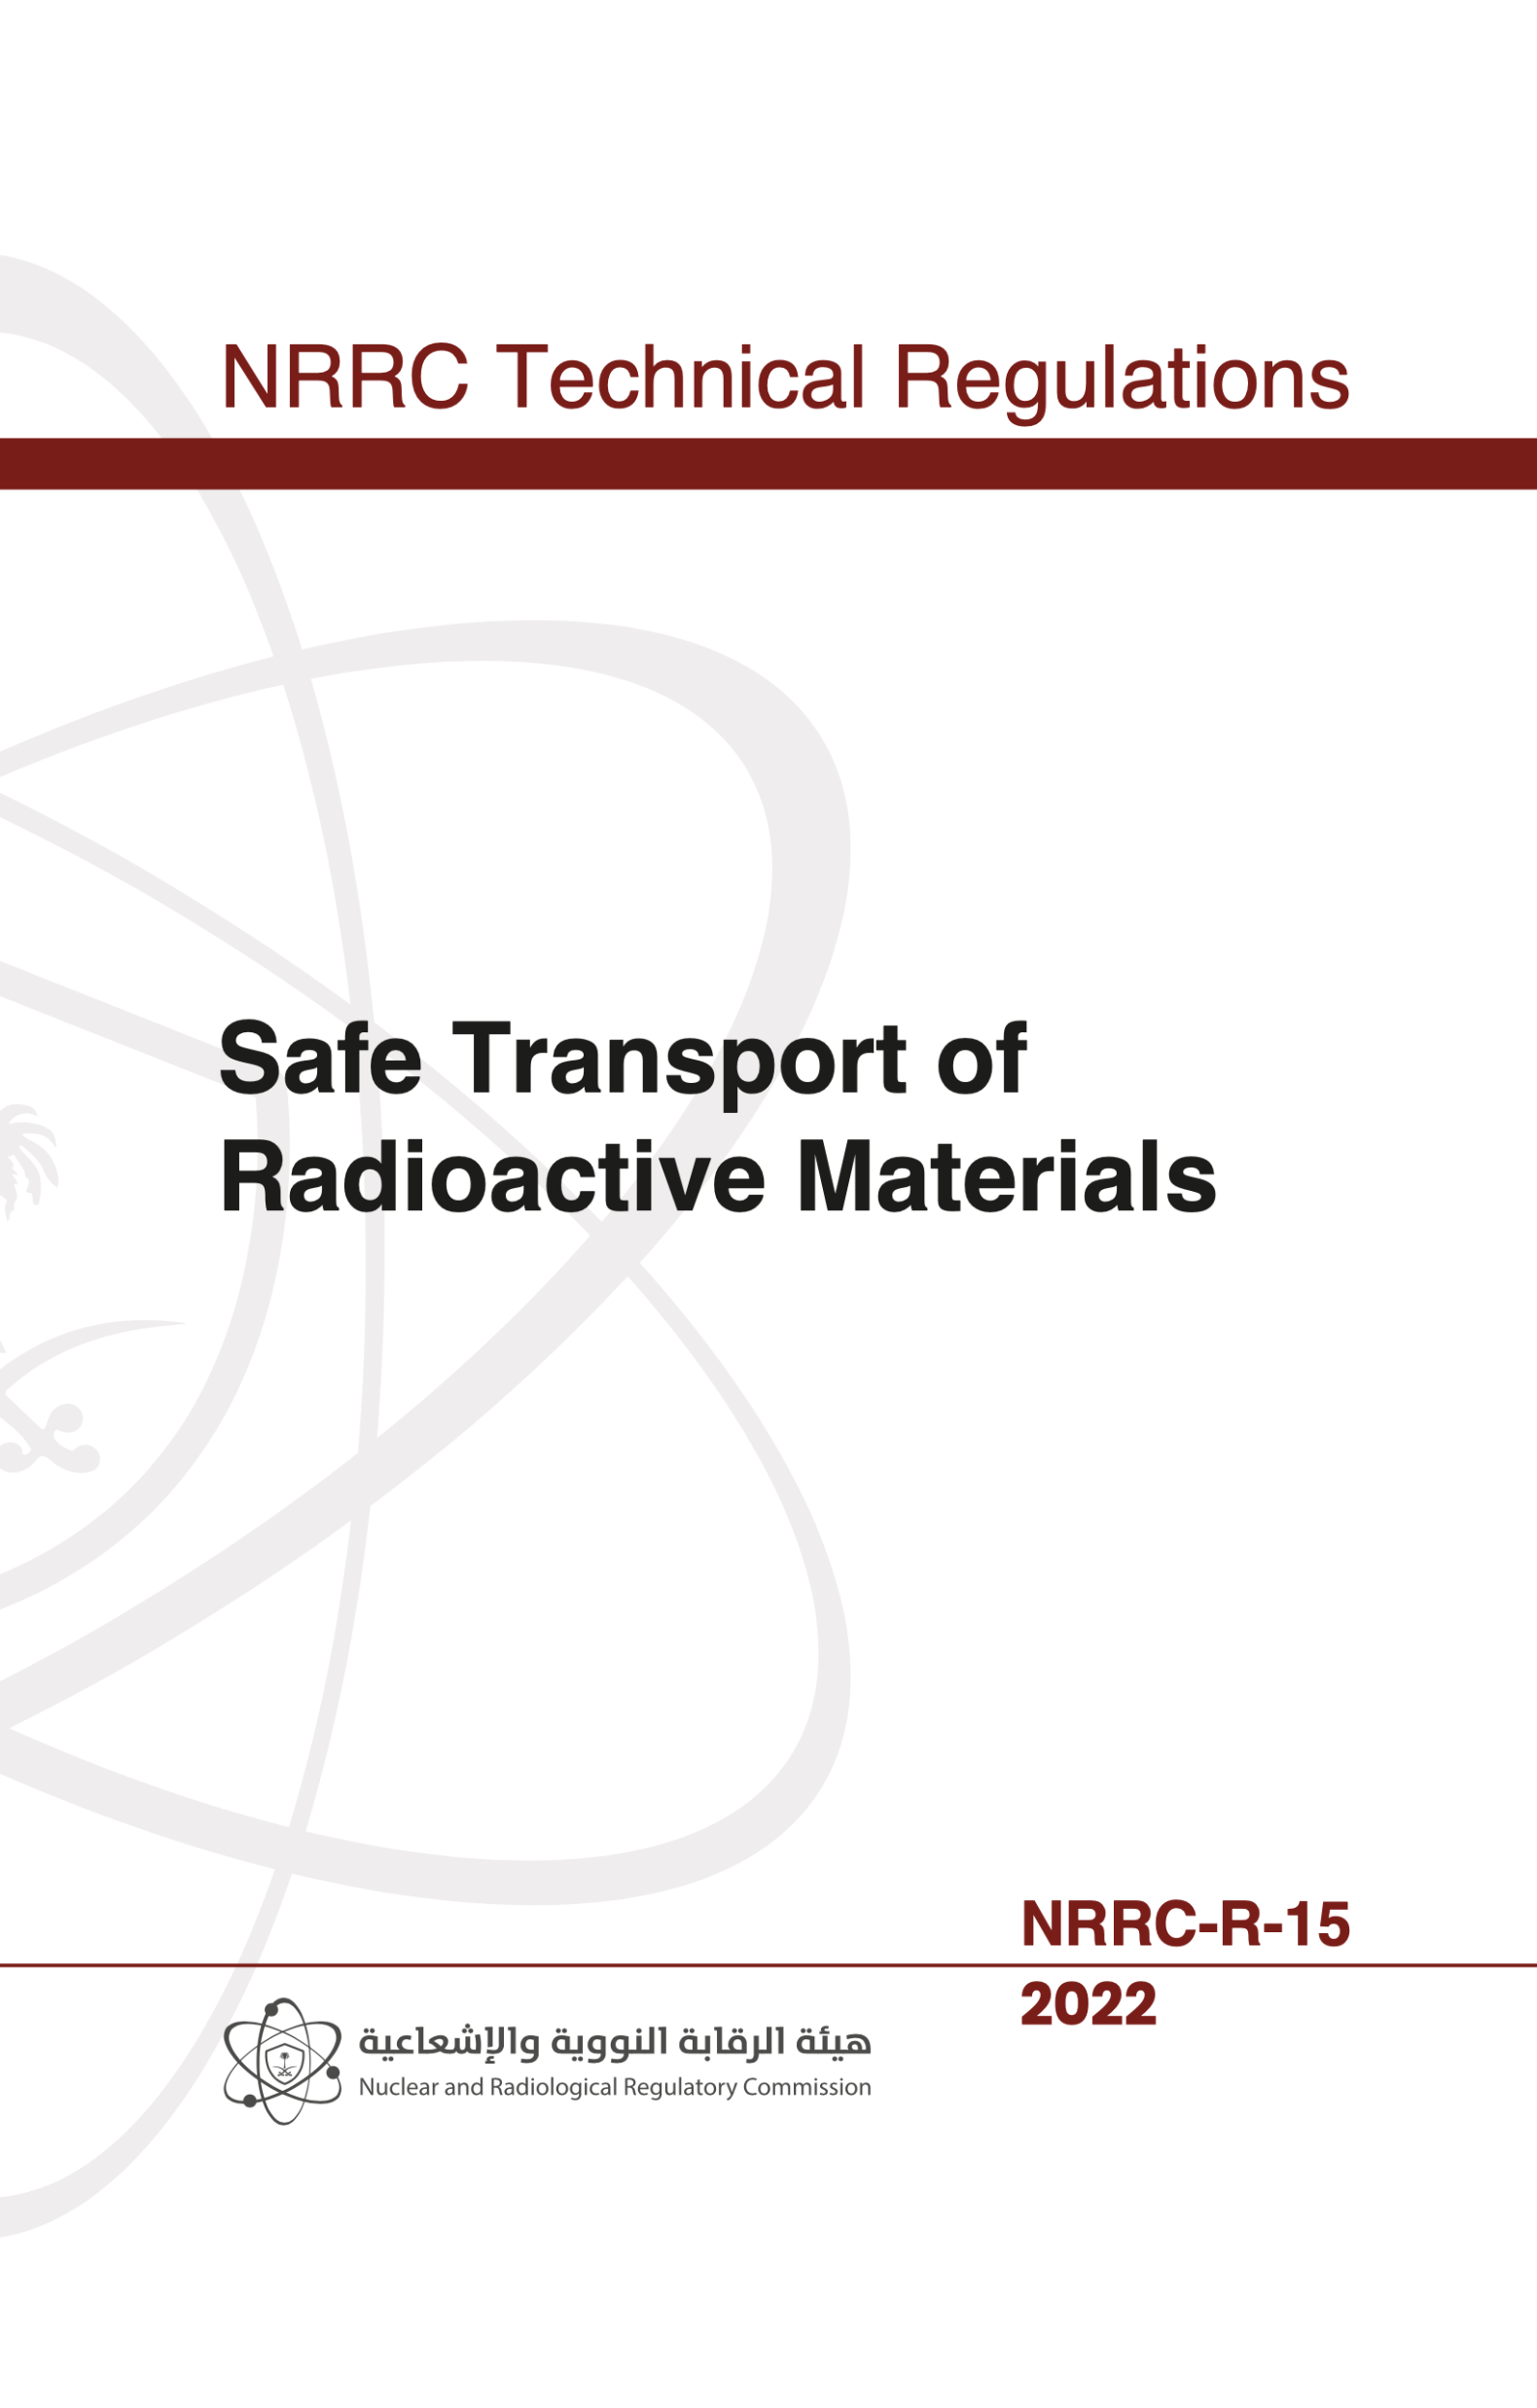 NRRC Technical Regulations
Safe Transport of
Radioactive Materials
NRRC-R-15
2022
هيئة الرقابة النووية والإشعاعية
Nuclear and Radiological Regulatory Commission